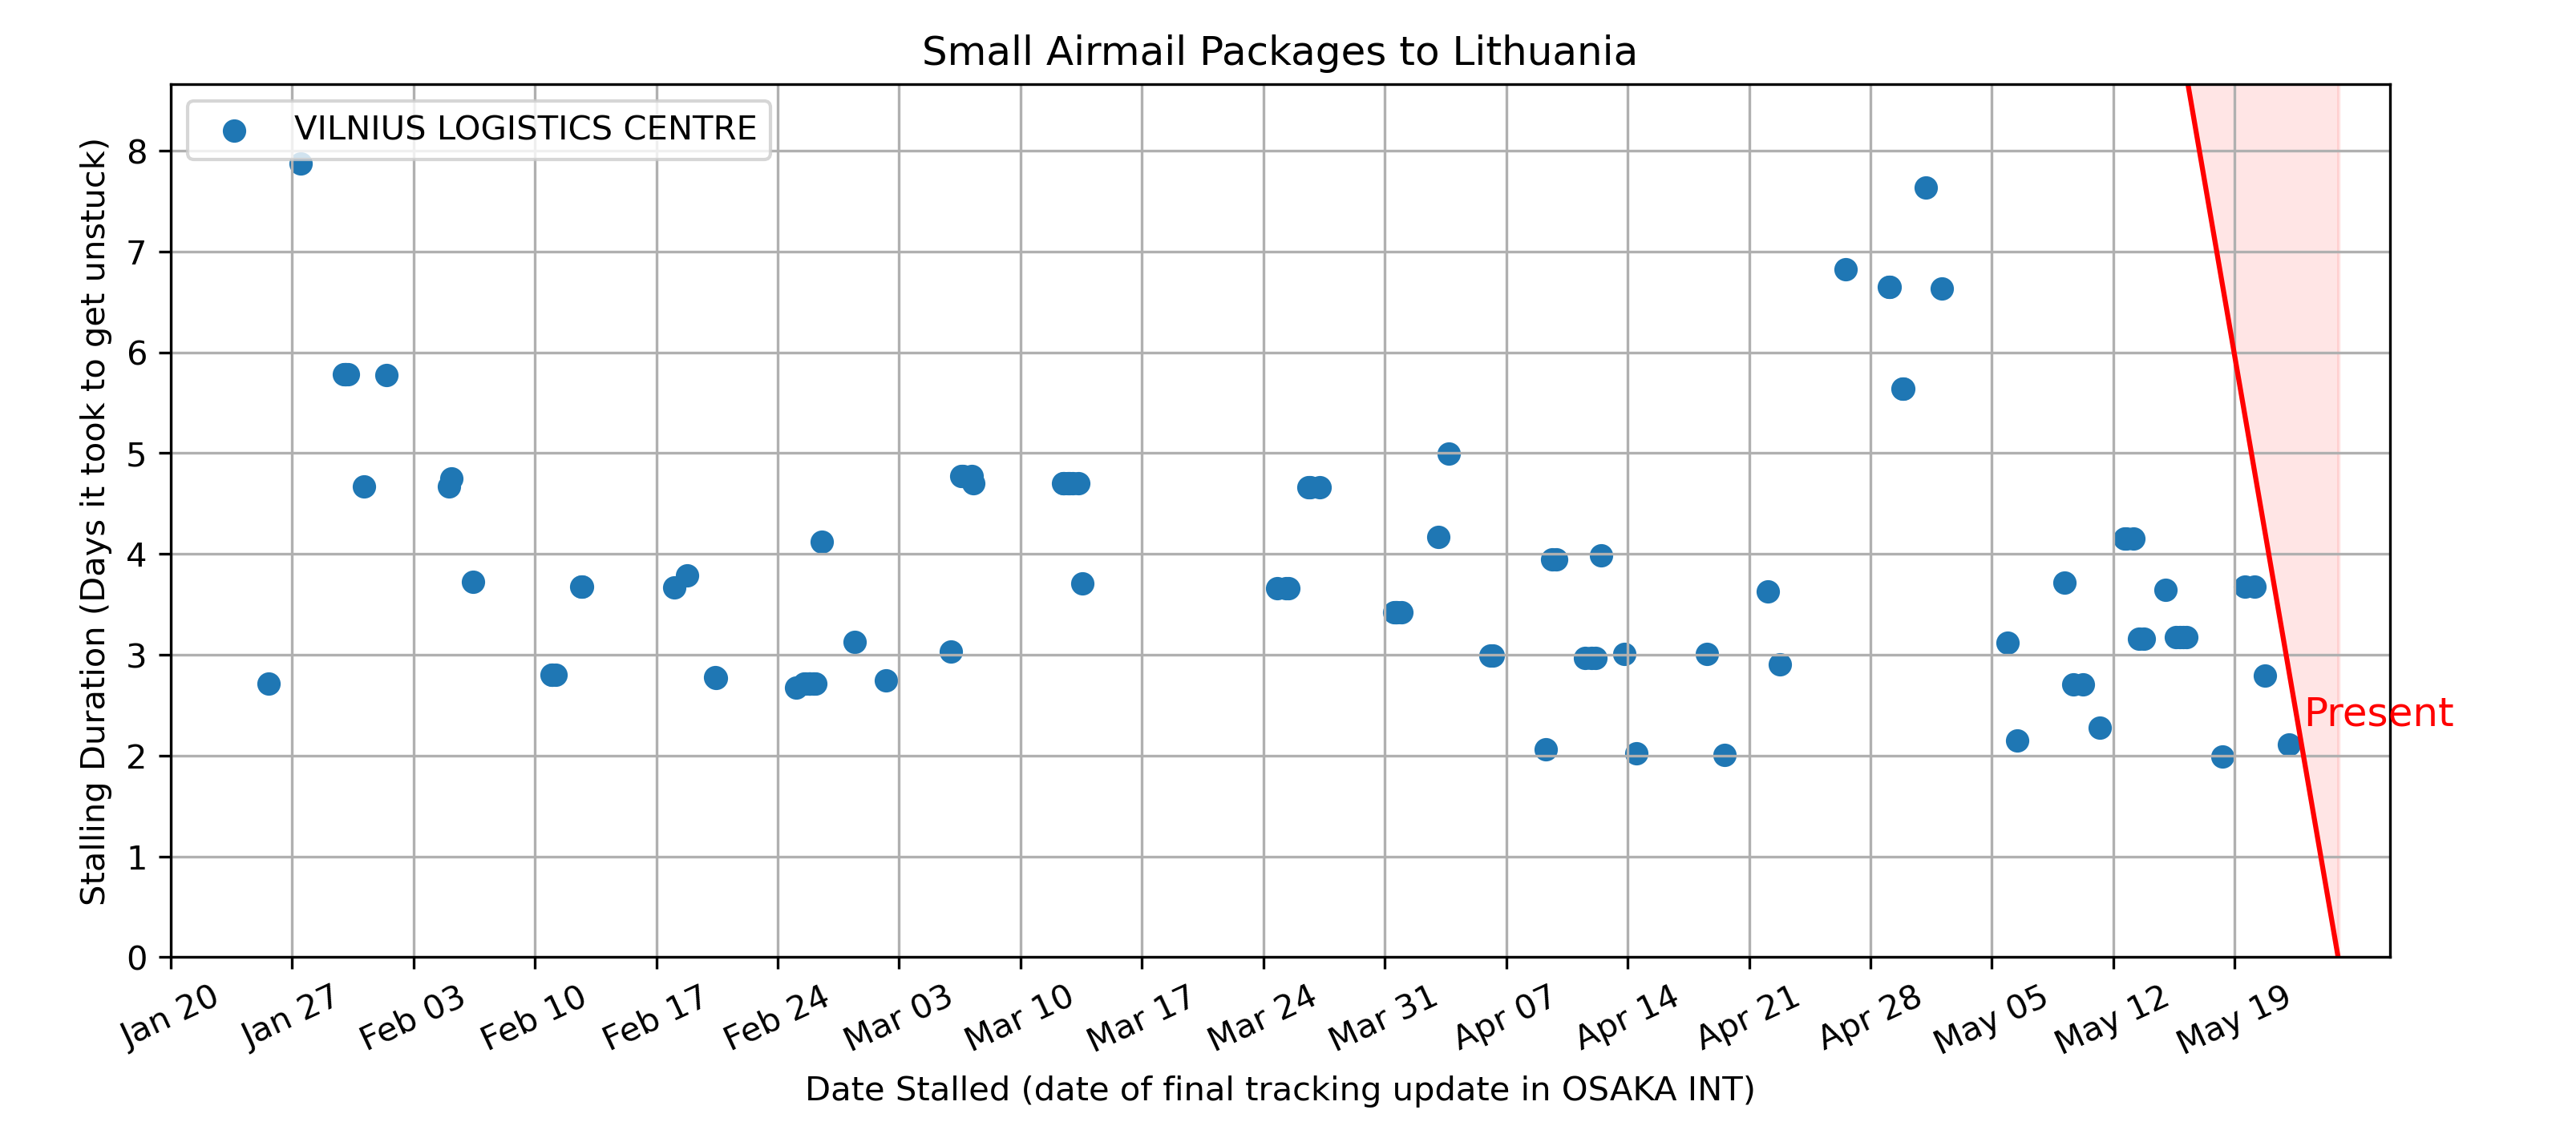 Small Airmail Packages to Lithuania
VILNIUS LOGISTICS CENTRE
Stalling Duration (Days it took to get unstuck)
8
7
6
5
4
3
2
1
0
Present
Jan 20
Jan 27
Feb 03
Feb 10
Feb 17
Feb 24
Mar 03
Mar 10
Mar 17
Mar 24
Mar 31
Apr 07
Apr 14
Apr 21
Apr 28
May 05
May 12
May 19
Date Stalled (date of final tracking update in OSAKA INT)